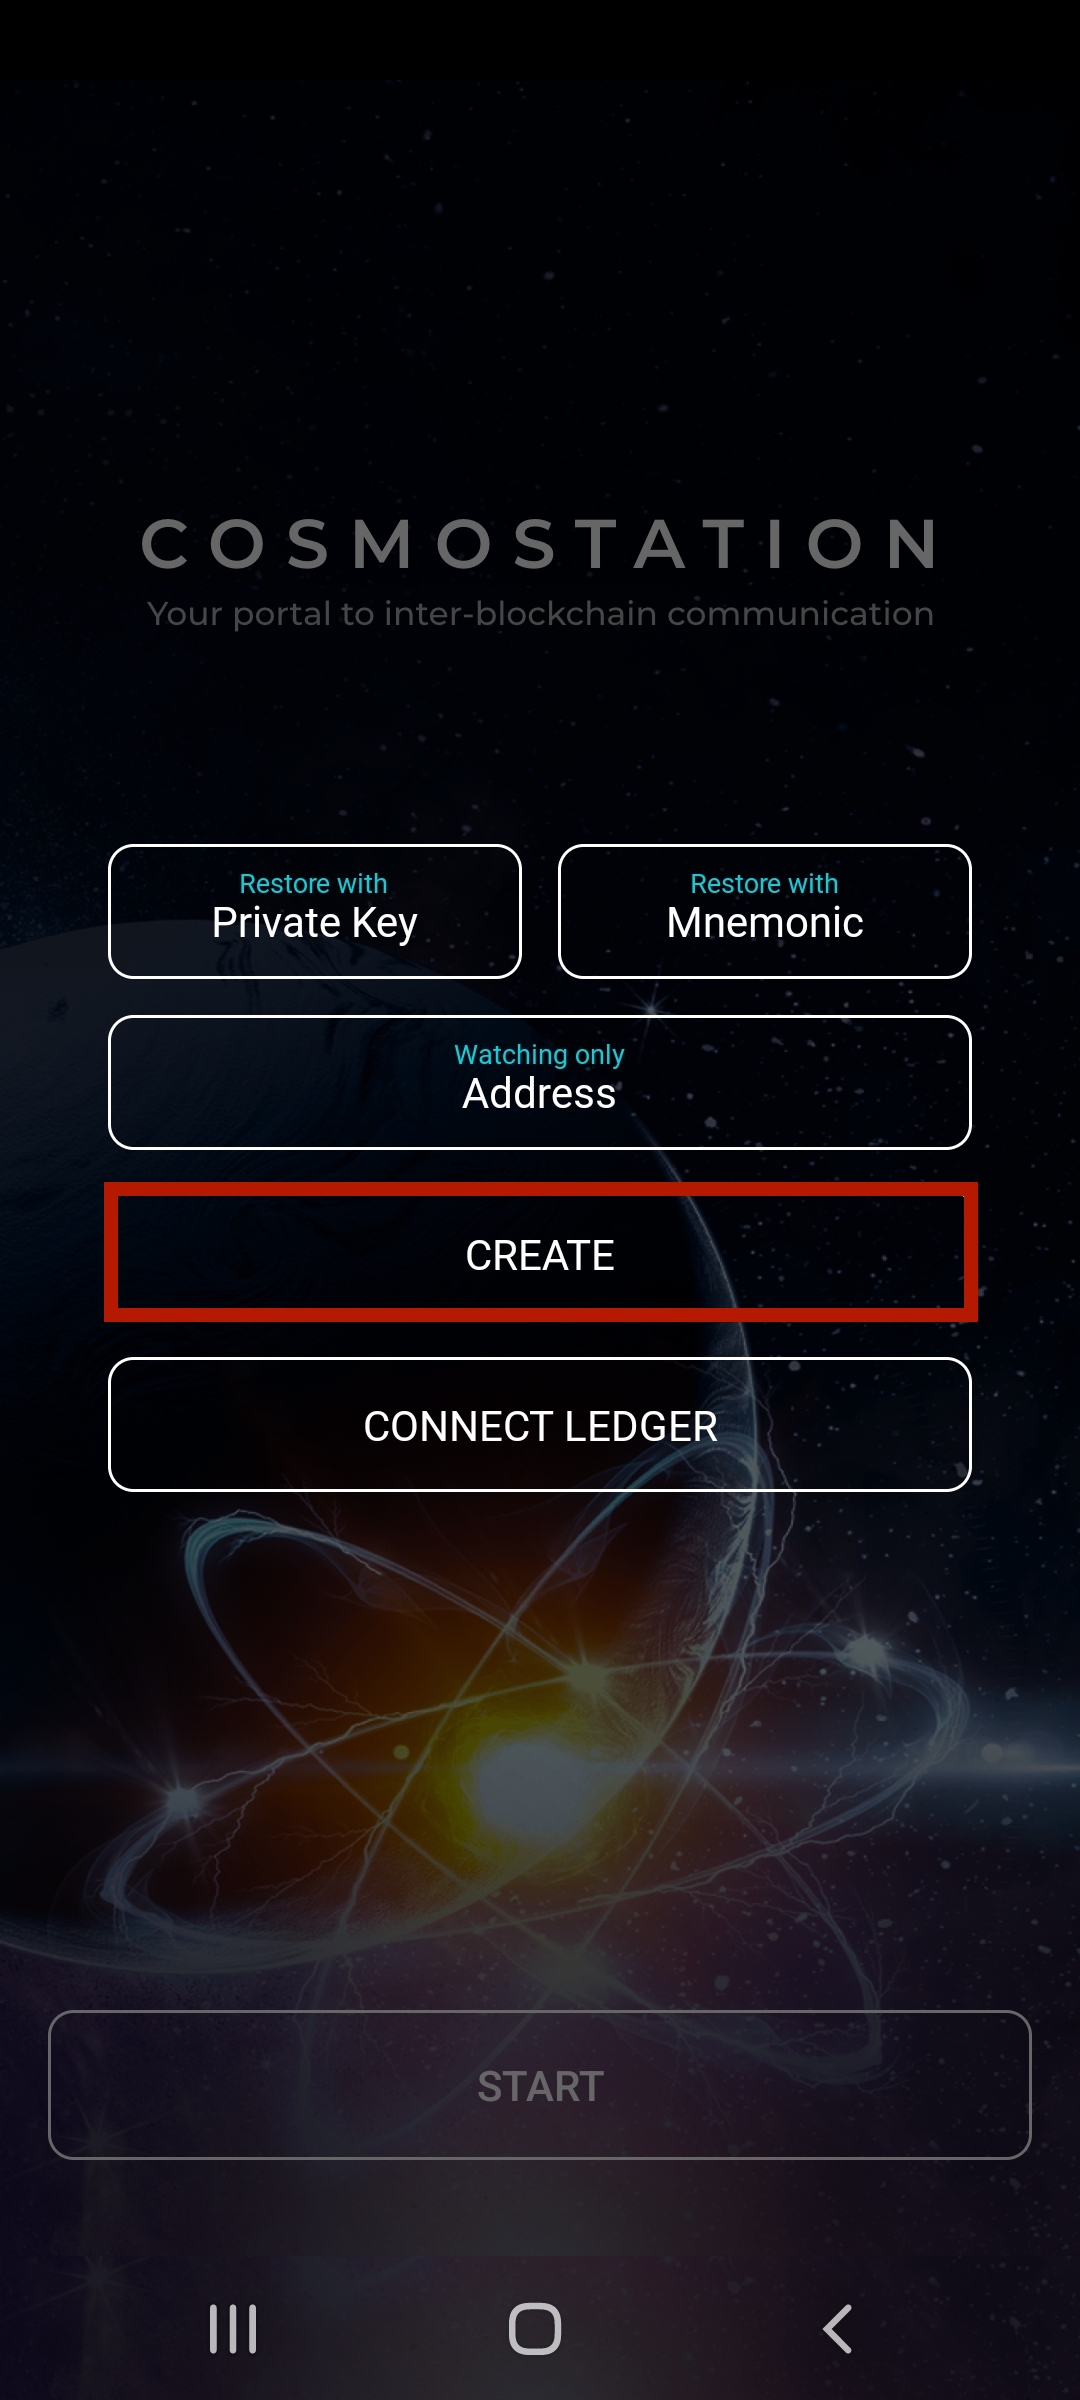 COSMOSTATION
Your portal to inter-blockchain communication
Restore with
Private Key
Restore with
Mnemonic
Watching only
Address
CREATE
CONNECT LEDGER
START